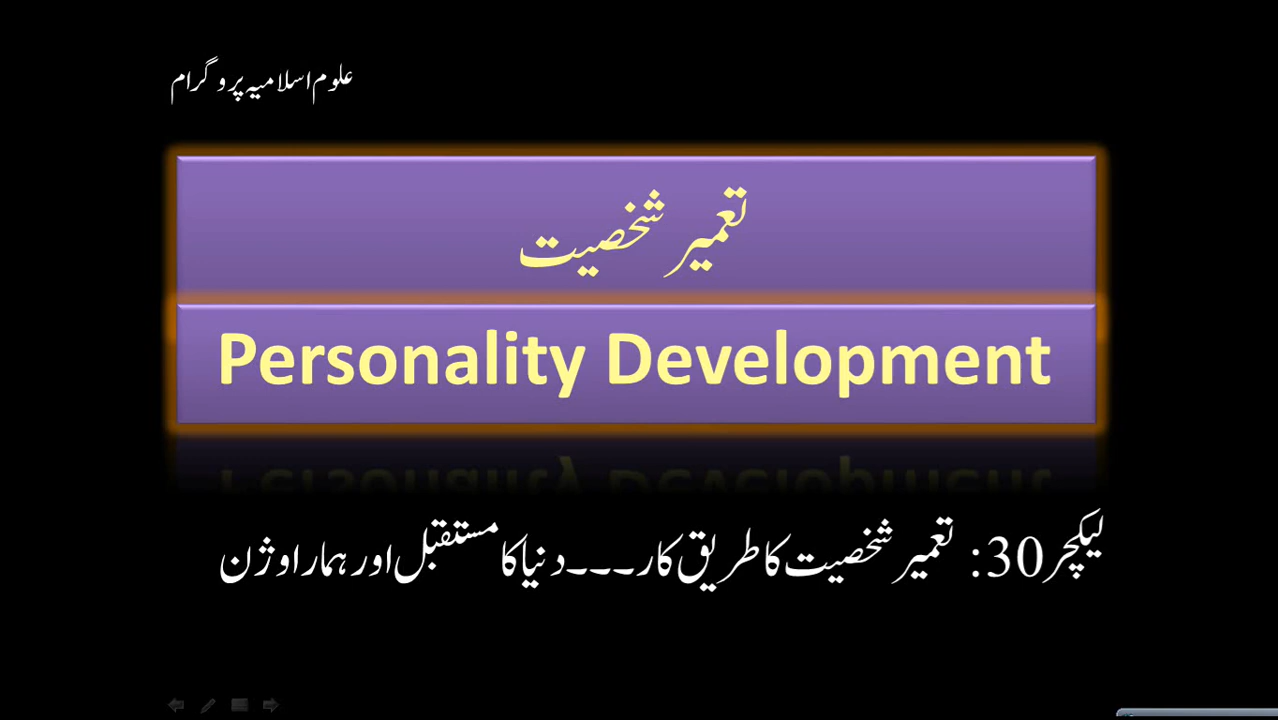 علوم اسلامیہ پروگرام
تعمیر شخصیت
Personality Development
لیکچر 30: تعمیر شخصیت کا طریق کار۔۔۔ دنیا کا مستقبل اور ہمارا وژن